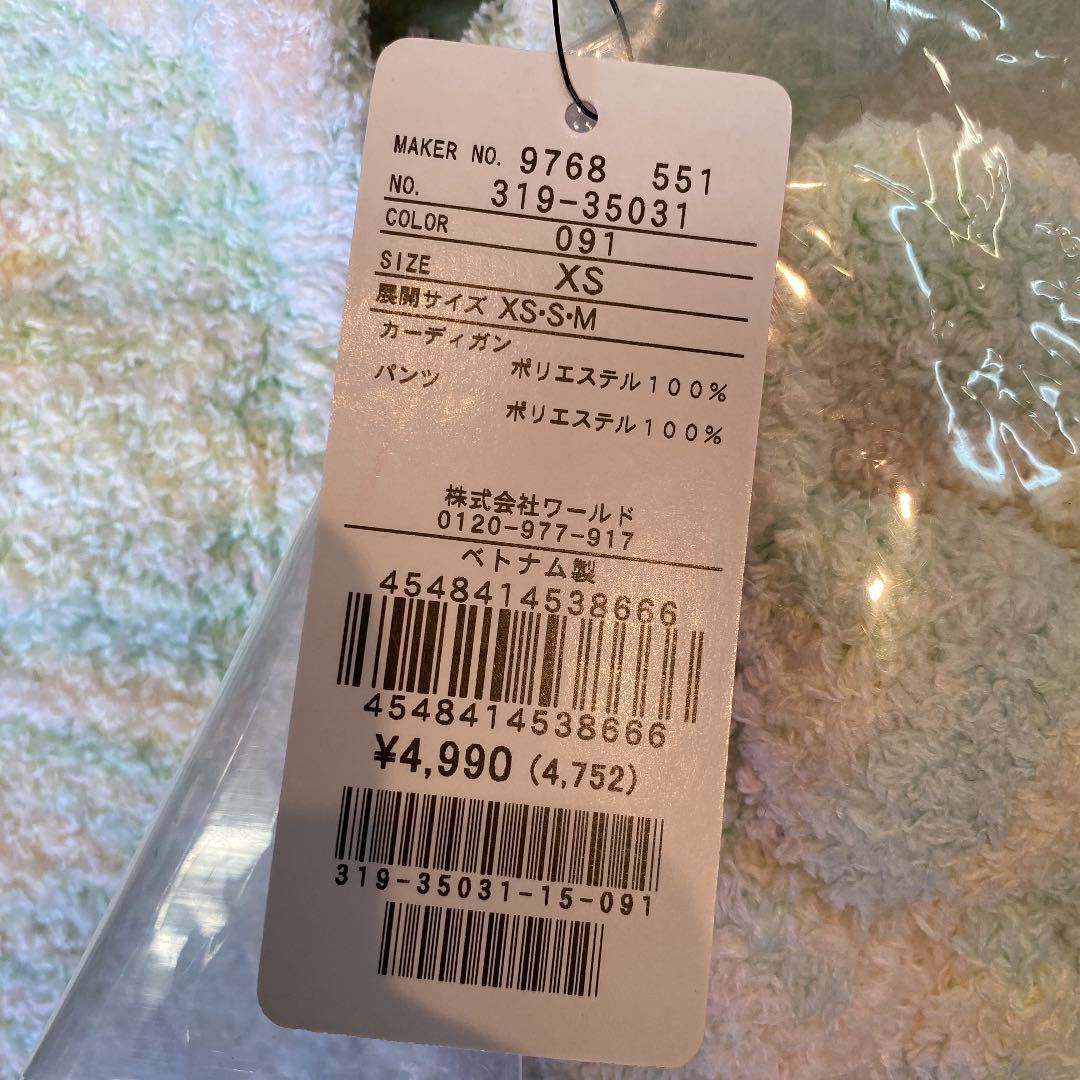 MAKER NO. 9768 551
NO. 319-35031
COLOR 091
SIZE XS
展開サイズ XS・S・M
カーディガン
ポリエステル100%
パンツ
ポリエステル100%
株式会社ワールド
0120-977-917
ベトナム製
4548414538666
4548414538666
¥4,990 (4,752)
319-35031-15-091